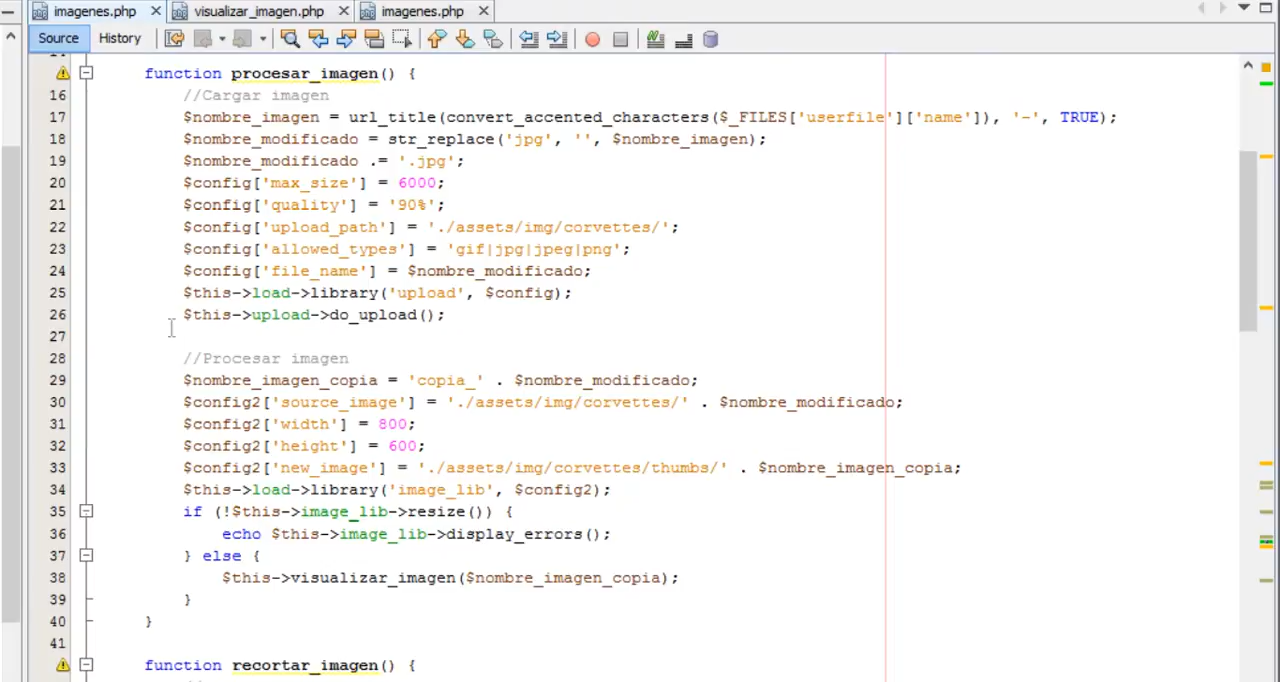 imagenes.php visualizar_imagen.php imagenes.php
Source History
function procesar_imagen() {
16 //Cargar imagen
17 $nombre_imagen = url_title(convert_accented_characters($_FILES['userfile']['name']), '-', TRUE);
18 $nombre_modificado = str_replace('jpg', '', $nombre_imagen);
19 $nombre_modificado .= '.jpg';
20 $config['max_size'] = 6000;
21 $config['quality'] = '90%';
22 $config['upload_path'] = './assets/img/corvettes/';
23 $config['allowed_types'] = 'gif|jpg|jpeg|png';
24 $config['file_name'] = $nombre_modificado;
25 $this->load->library('upload', $config);
26 $this->upload->do_upload();
27
28 //Procesar imagen
29 $nombre_imagen_copia = 'copia_' . $nombre_modificado;
30 $config2['source_image'] = './assets/img/corvettes/' . $nombre_modificado;
31 $config2['width'] = 800;
32 $config2['height'] = 600;
33 $config2['new_image'] = './assets/img/corvettes/thumbs/' . $nombre_imagen_copia;
34 $this->load->library('image_lib', $config2);
35 if (!$this->image_lib->resize()) {
36 echo $this->image_lib->display_errors();
37 } else {
38 $this->visualizar_imagen($nombre_imagen_copia);
39 }
40 }
41
function recortar_imagen() {